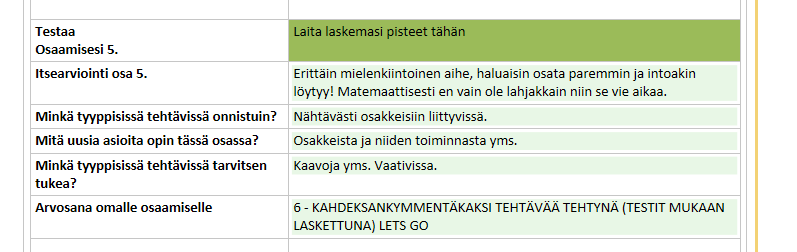 Testaa
Osaamisesi 5.
Laita laskemasi pisteet tähän
Itsearviointi osa 5.
Erittäin mielenkiintoinen aihe, haluaisin osata paremmin ja intoakin
löytyy! Matemaattisesti en vain ole lahjakkain niin se vie aikaa.
Minkä tyyppisissä tehtävissä onnistuin?
Nähtävästi osakkeisiin liittyvissä.
Mitä uusia asioita opin tässä osassa?
Osakkeista ja niiden toiminnasta yms.
Minkä tyyppisissä tehtävissä tarvitsen
tukea?
Kaavoja yms. Vaativissa.
Arvosana omalle osaamiselle
6 - KAHDEKSANKYMMENTÄKAKSI TEHTÄVÄÄ TEHTYNÄ (TESTIT MUKAAN
LASKETTUNA) LETS GO